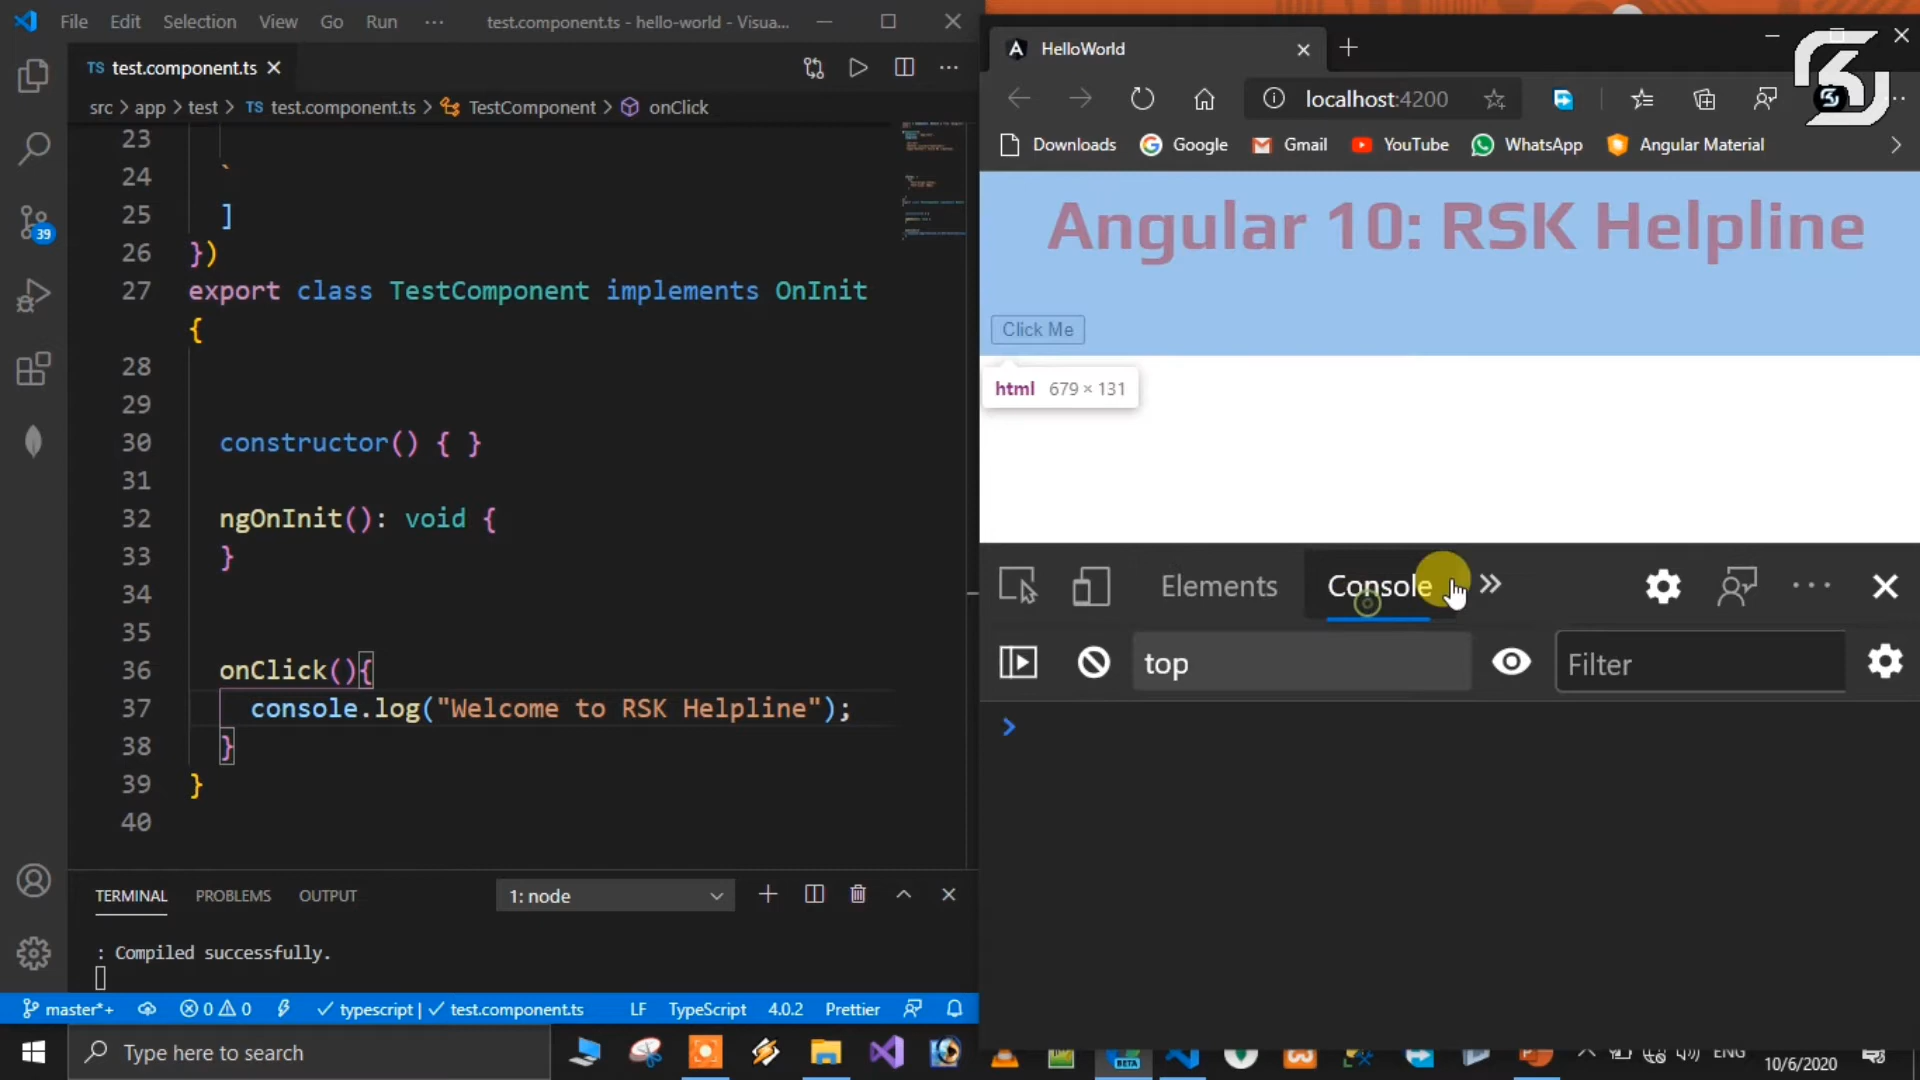 File Edit Selection View Go Run ··· test.component.ts - hello-world - Visua...
TS test.component.ts
src > app > test > TS test.component.ts > TestComponent > onClick
23
24 `
25 ]
26 })
27 export class TestComponent implements OnInit
{
28
29
30 constructor() { }
31
32 ngOnInit(): void {
33 }
34
35
36 onClick(){
37 console.log("Welcome to RSK Helpline");
38 }
39 }
40
TERMINAL PROBLEMS OUTPUT 1: node
: Compiled successfully.
39
master*+ 0 0 typescript | test.component.ts LF TypeScript 4.0.2 Prettier
Type here to search
HelloWorld
localhost:4200
Downloads Google Gmail YouTube WhatsApp Angular Material
Angular 10: RSK Helpline
Click Me
html 679 × 131
Elements Console
top Filter
BETA
ENG
10/6/2020